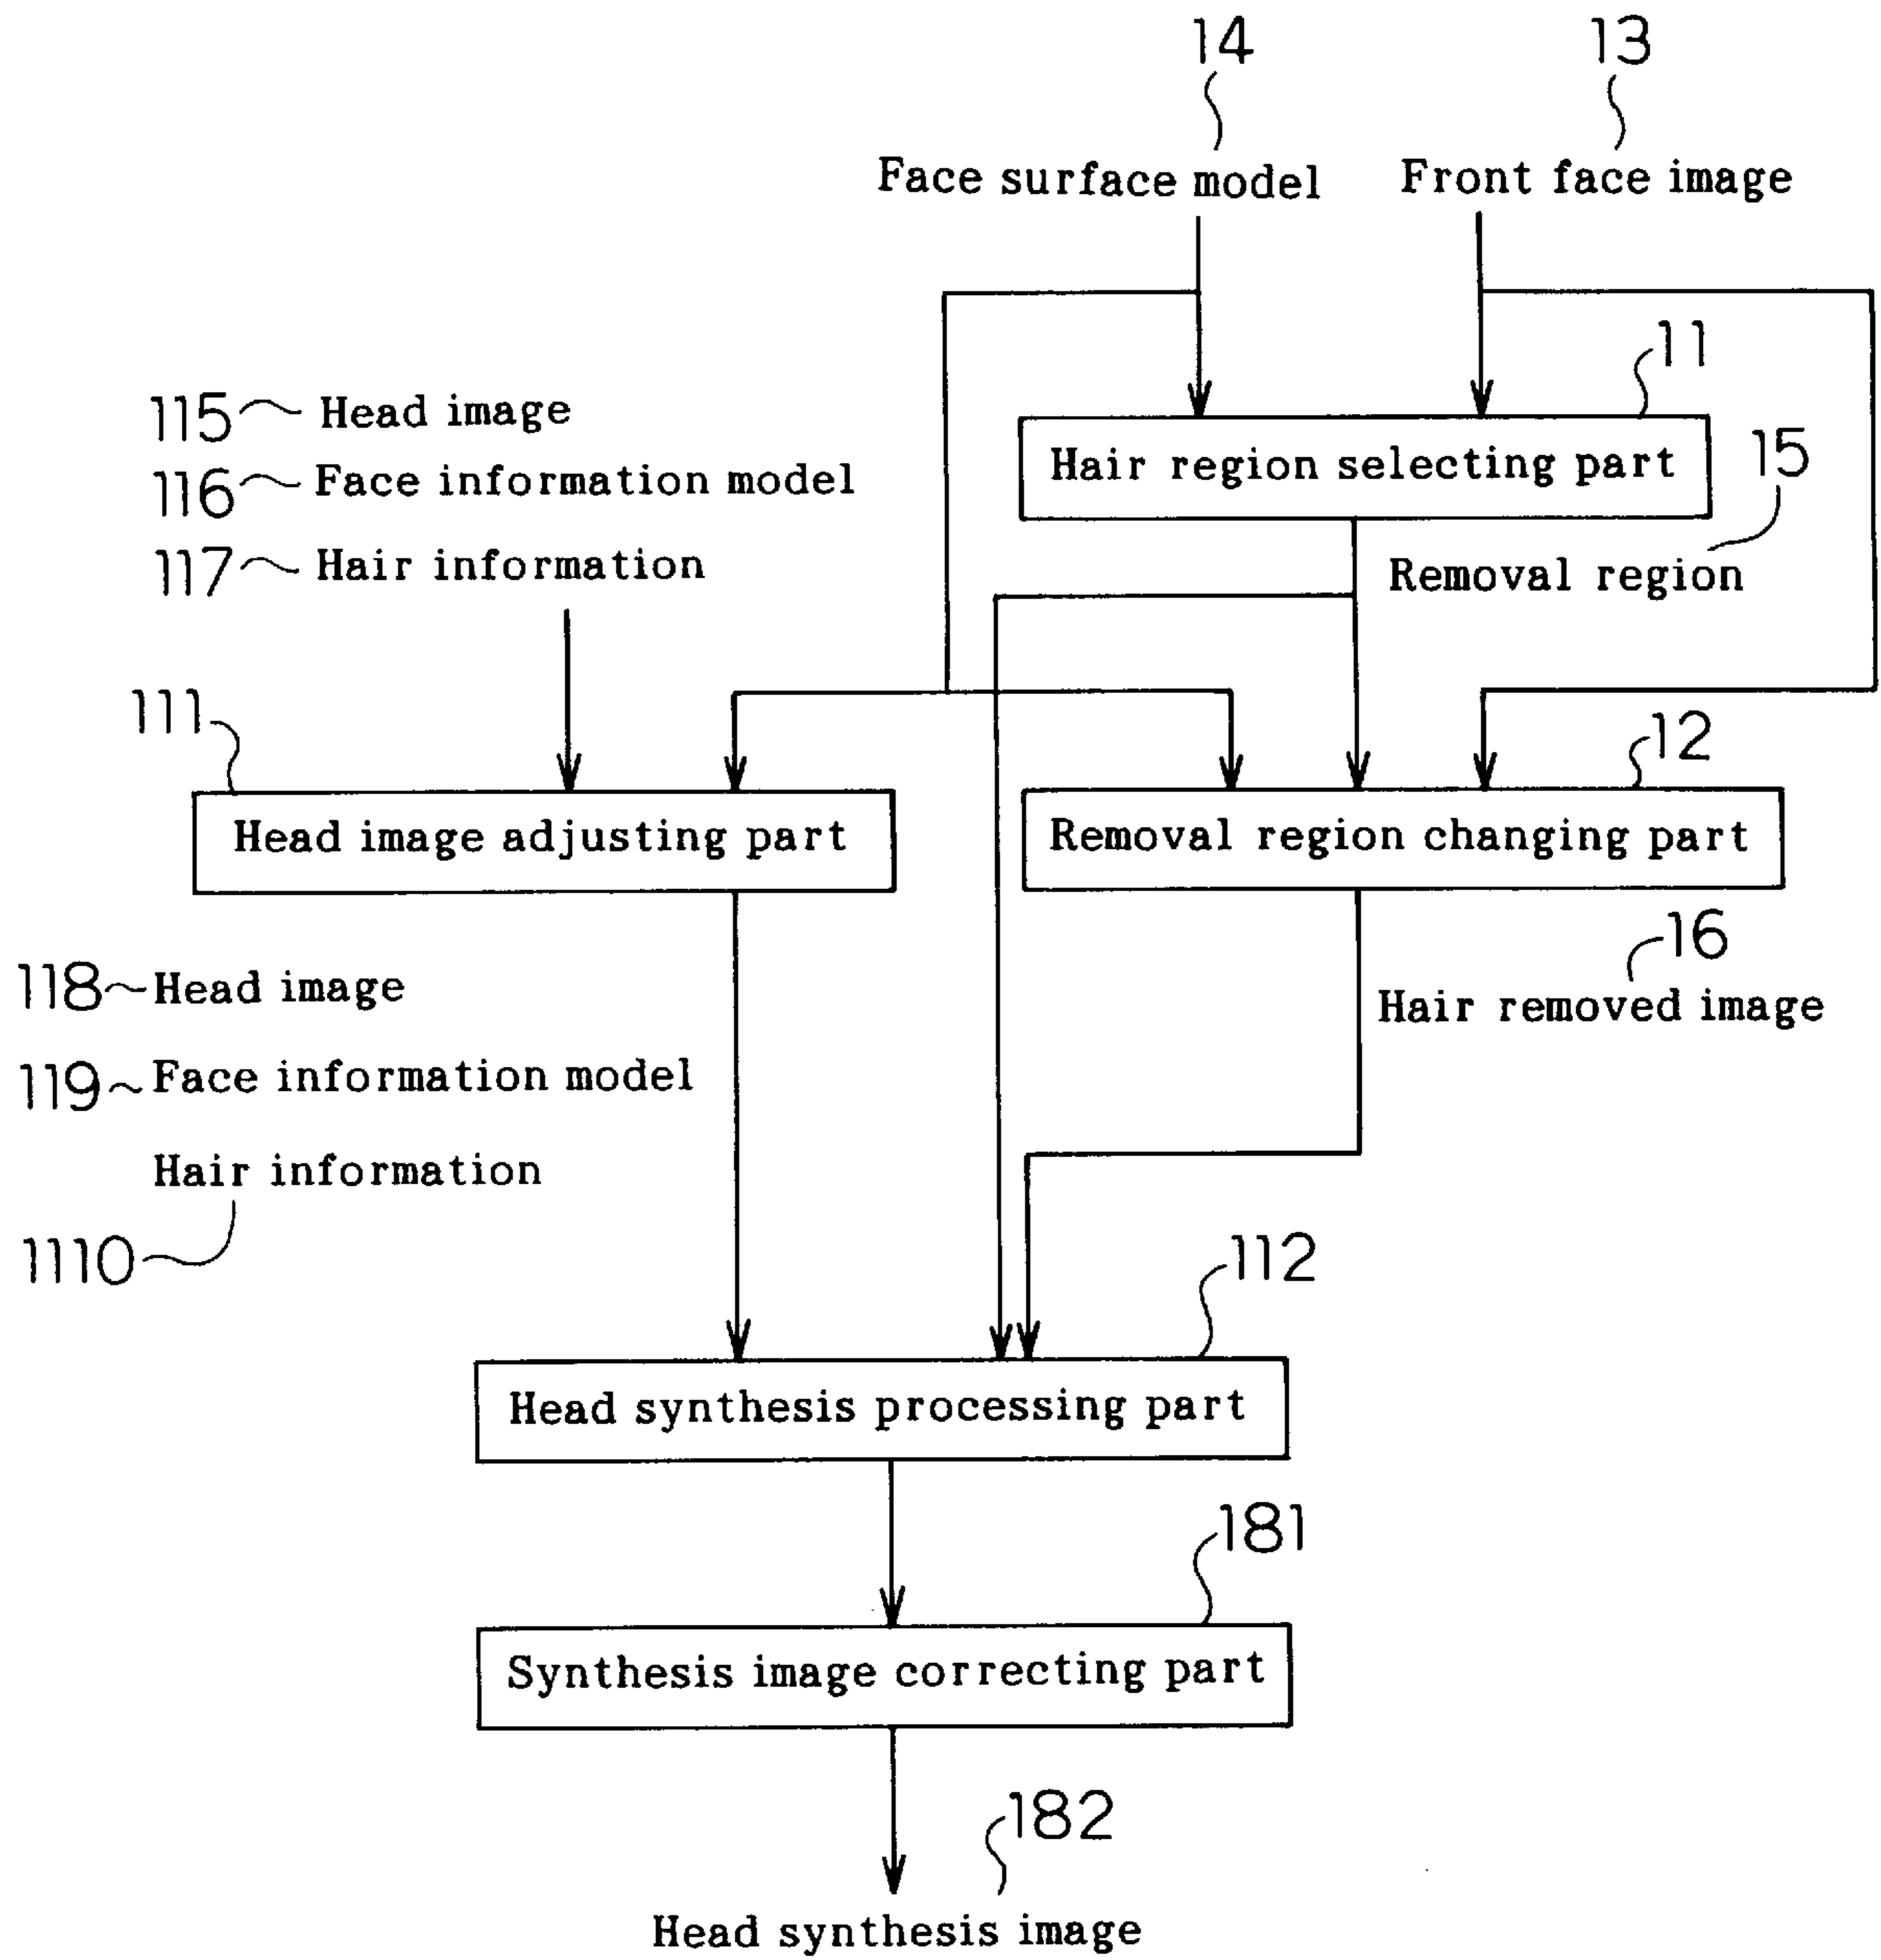 14
13
Face surface model
Front face image
11
115 Head image
Hair region selecting part
15
116 Face information model
117 Hair information
Removal region
111
12
Head image adjusting part
Removal region changing part
16
118 Head image
Hair removed image
119 Face information model
Hair information
1110
112
Head synthesis processing part
181
Synthesis image correcting part
182
Head synthesis image